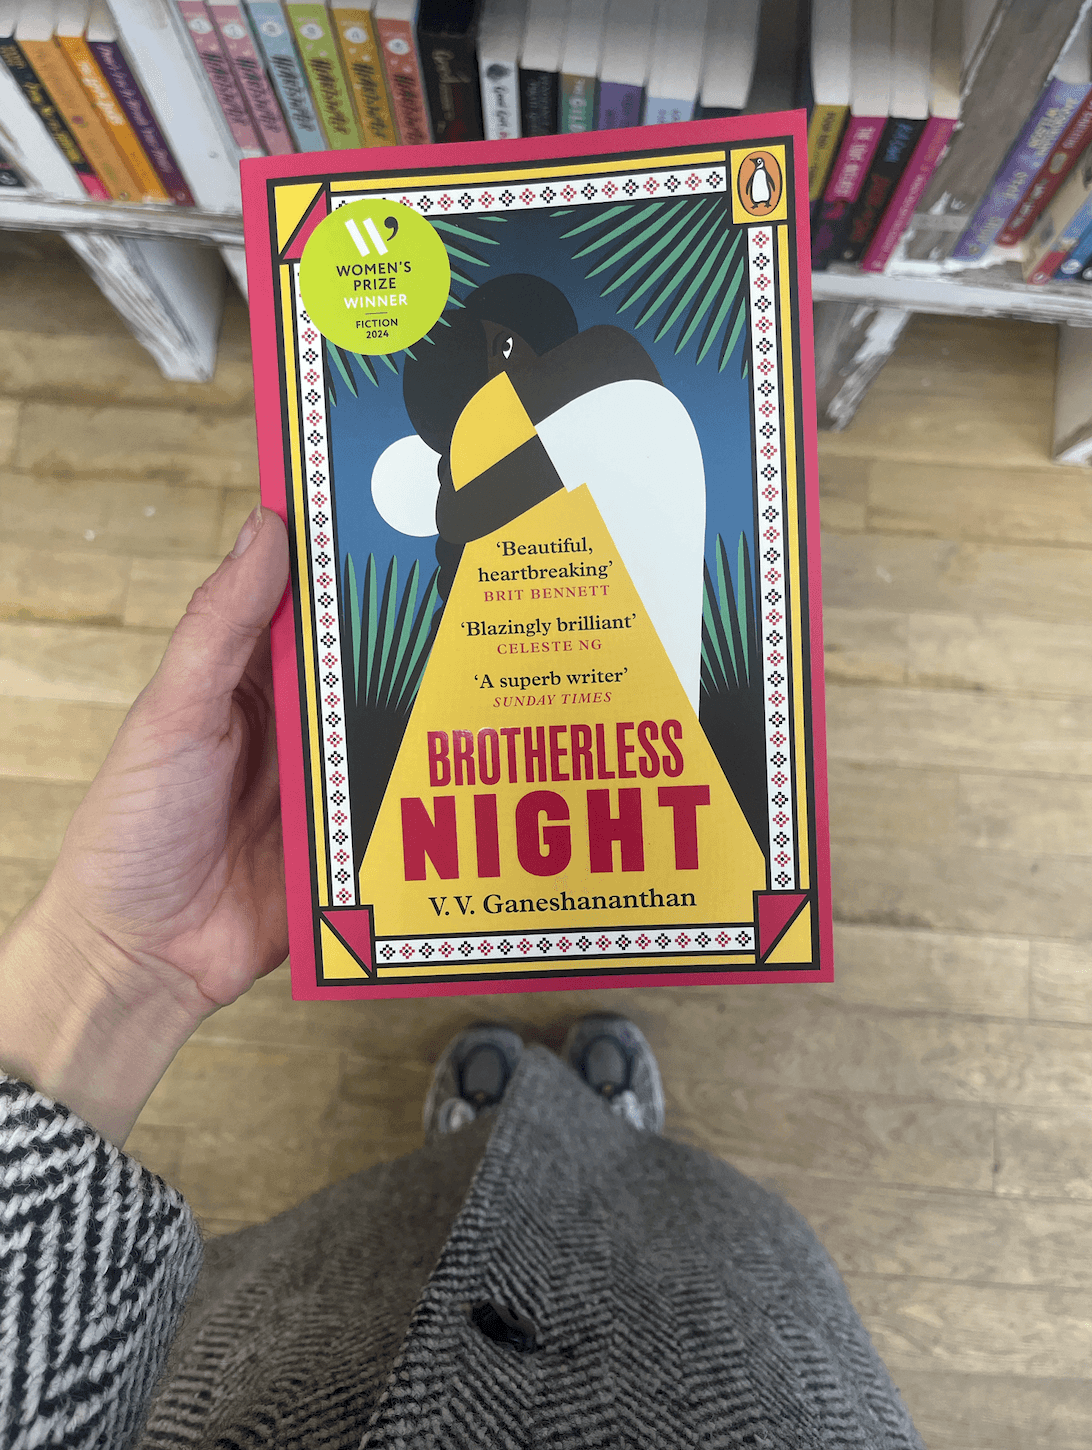 WOMEN'S
PRIZE
WINNER
FICTION
2024
‘Beautiful,
heartbreaking’
BRIT BENNETT
‘Blazingly brilliant’
CELESTE NG
‘A superb writer’
SUNDAY TIMES
BROTHERLESS
NIGHT
V. V. Ganeshananthan